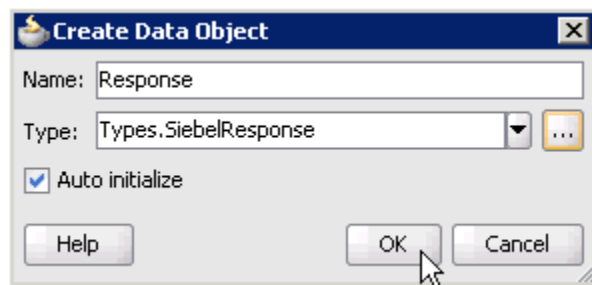 Create Data Object
Name: Response
Type: Types.SiebelResponse ...
Auto initialize
Help OK Cancel